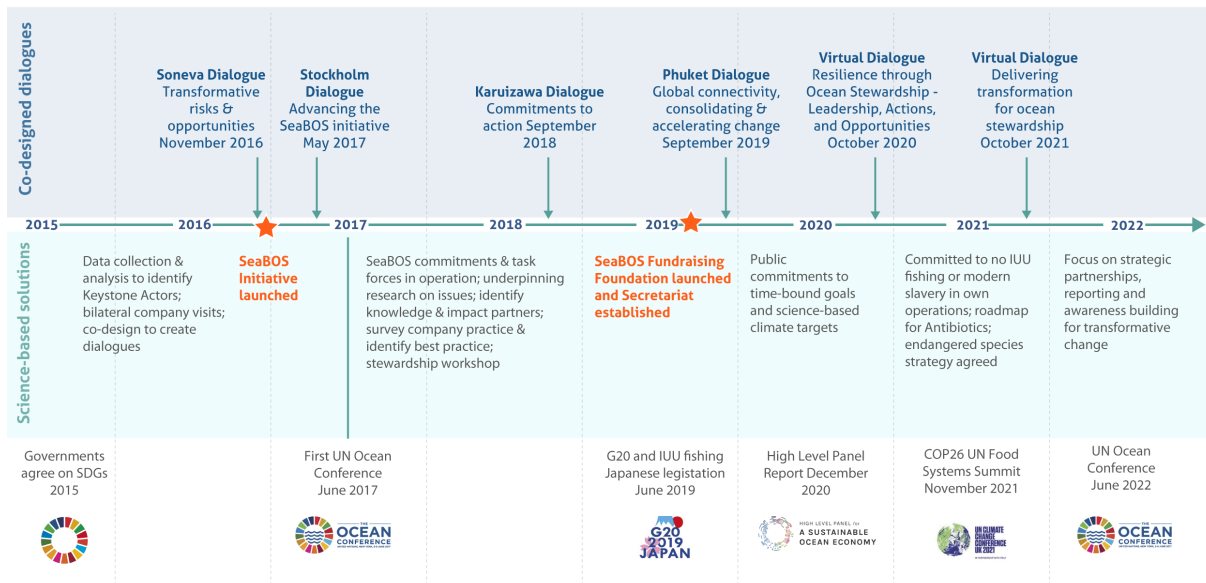 Co-designed dialogues
Soneva Dialogue
Transformative
risks &
opportunities
November 2016
Stockholm
Dialogue
Advancing the
SeaBOS initiative
May 2017
Karuizawa Dialogue
Commitments to
action September
2018
Phuket Dialogue
Global connectivity,
consolidating &
accelerating change
September 2019
Virtual Dialogue
Resilience through
Ocean Stewardship -
Leadership, Actions,
and Opportunities
October 2020
Virtual Dialogue
Delivering
transformation
for ocean
stewardship
October 2021
2015
2016
2017
2018
2019
2020
2021
2022
Science-based solutions
Data collection &
analysis to identify
Keystone Actors;
bilateral company visits;
co-design to create
dialogues
SeaBOS
Initiative
launched
SeaBOS commitments & task
forces in operation; underpinning
research on issues; identify
knowledge & impact partners;
survey company practice &
identify best practice;
stewardship workshop
SeaBOS Fundraising
Foundation launched
and Secretariat
established
Public
commitments to
time-bound goals
and science-based
climate targets
Committed to no IUU
fishing or modern
slavery in own
operations; roadmap
for Antibiotics;
endangered species
strategy agreed
Focus on strategic
partnerships,
reporting and
awareness building
for transformative
change
Governments
agree on SDGs
2015
First UN Ocean
Conference
June 2017
G20 and IUU fishing
Japanese legistation
June 2019
High Level Panel
Report December
2020
COP26 UN Food
Systems Summit
November 2021
UN Ocean
Conference
June 2022
THE
OCEAN
CONFERENCE
G20
2019
JAPAN
HIGH LEVEL PANEL for
A SUSTAINABLE
OCEAN ECONOMY
UN CLIMATE
CHANGE
CONFERENCE
UK 2021
THE
OCEAN
CONFERENCE